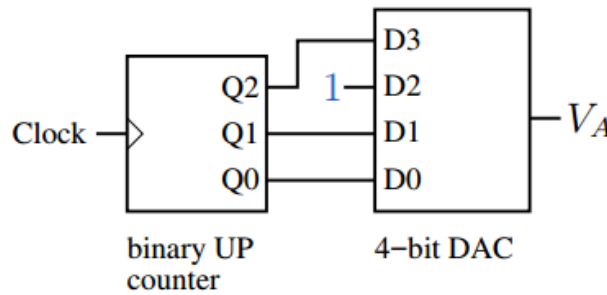 D3
Q2
1
D2
Clock
Q1
D1
V_A
Q0
D0
binary UP
counter
4−bit DAC